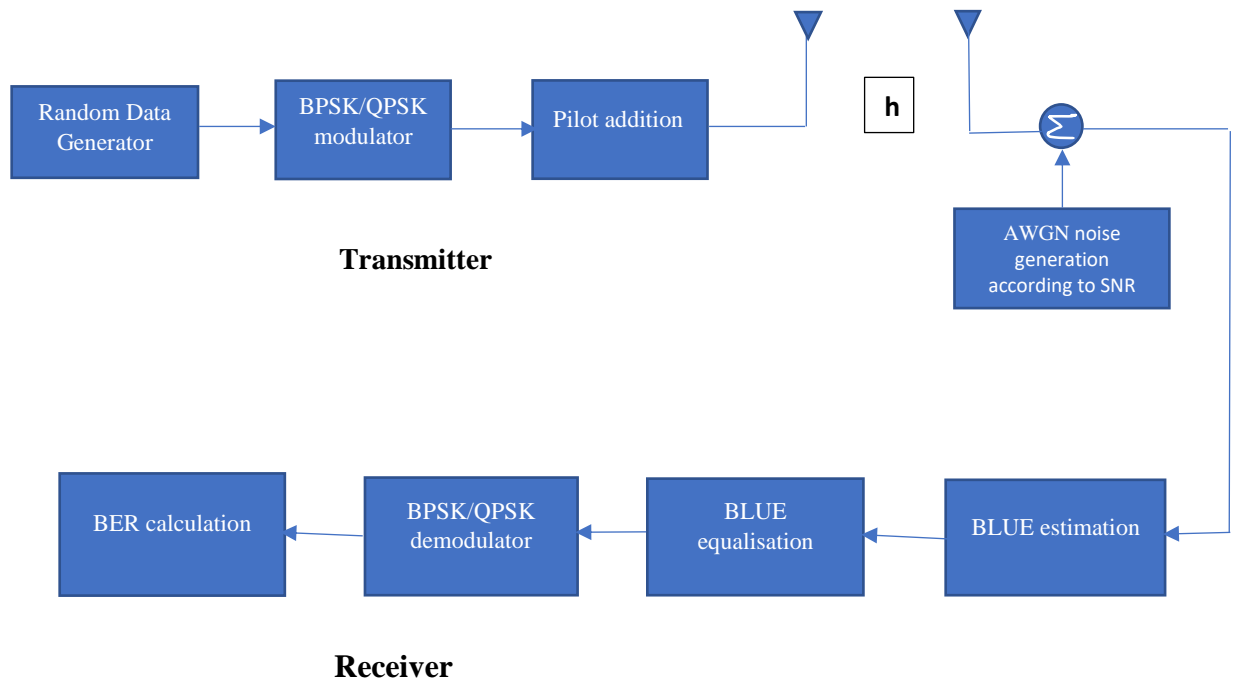 Random Data
Generator
BPSK/QPSK
modulator
Pilot addition
h
Σ
AWGN noise
generation
according to SNR
Transmitter
BER calculation
BPSK/QPSK
demodulator
BLUE
equalisation
BLUE estimation
Receiver